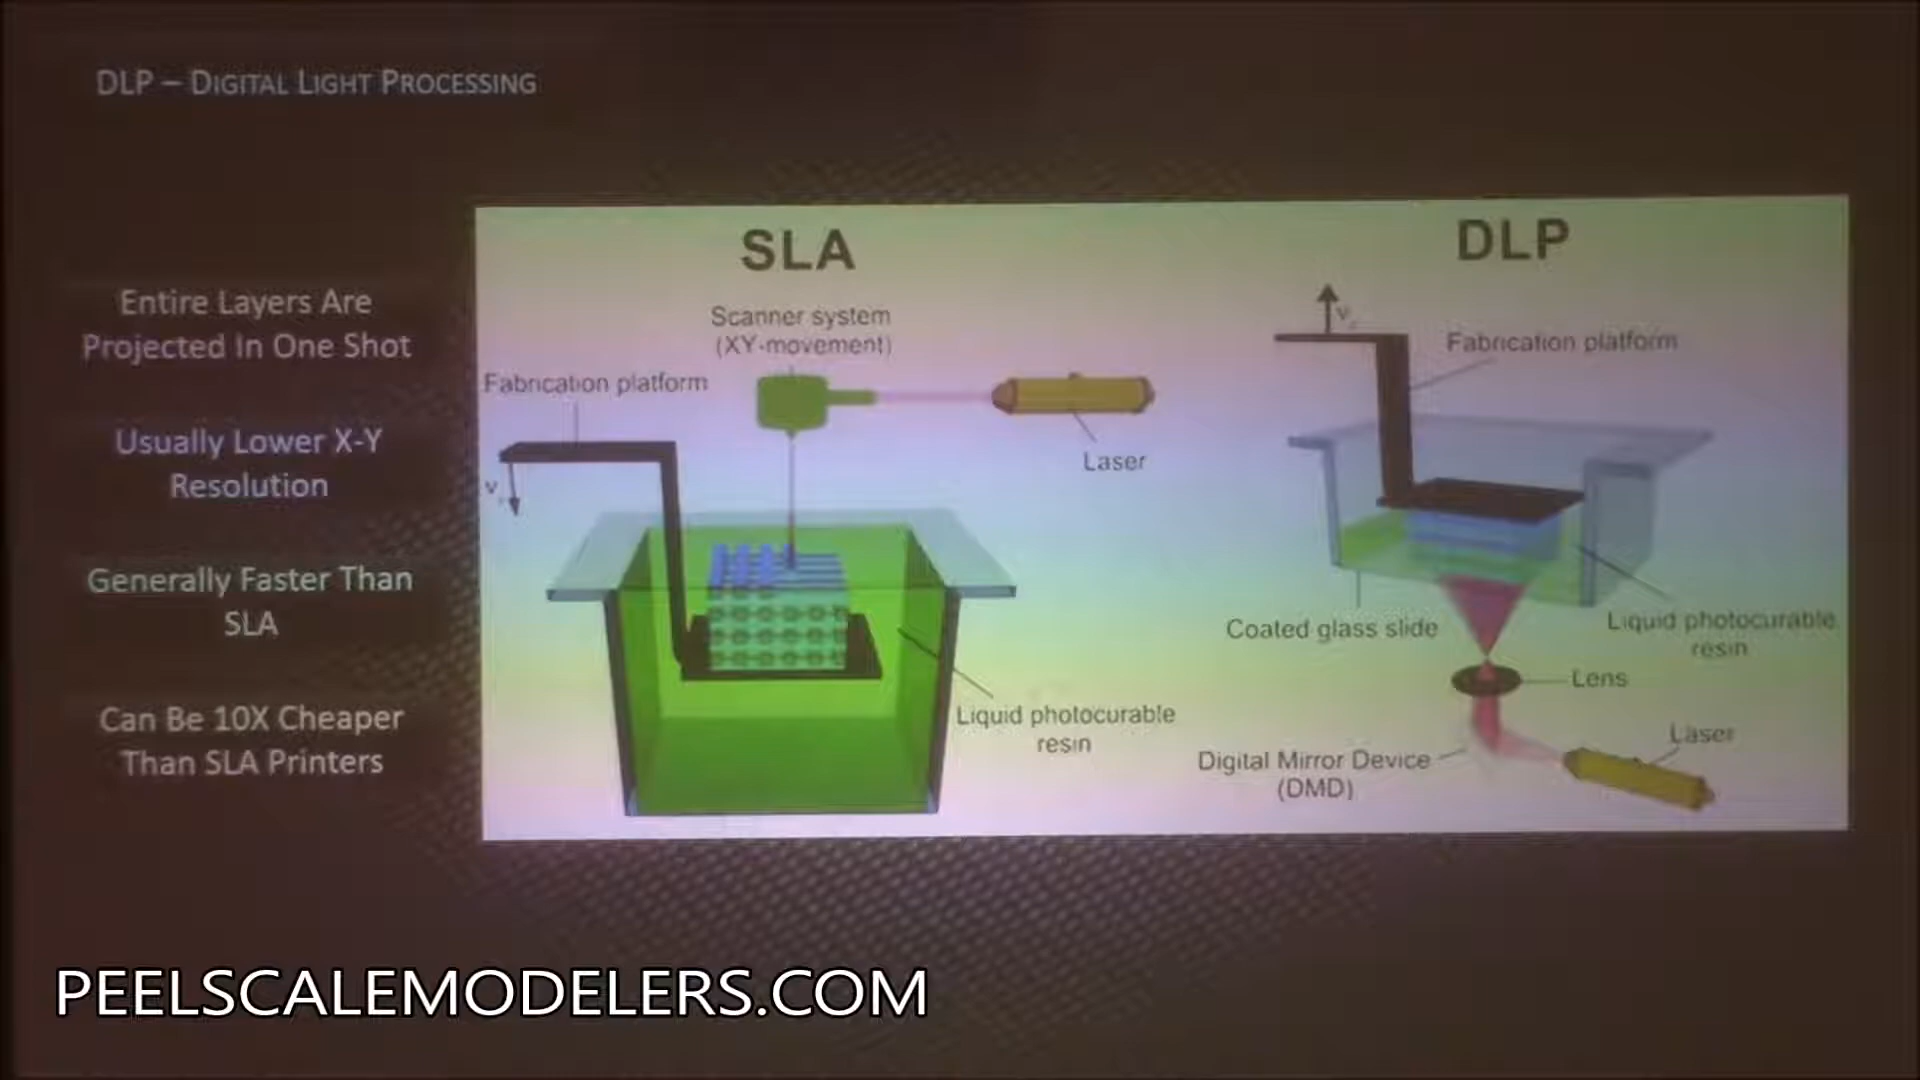 DLP – DIGITAL LIGHT PROCESSING
Entire Layers Are
Projected In One Shot
Usually Lower X-Y
Resolution
Generally Faster Than
SLA
Can Be 10X Cheaper
Than SLA Printers
SLA
Scanner system
(XY-movement)
Fabrication platform
Laser
v
Liquid photocurable
resin
DLP
v
Fabrication platform
Coated glass slide
Liquid photocurable
resin
Lens
Laser
Digital Mirror Device
(DMD)
PEELSCALEMODELERS.COM